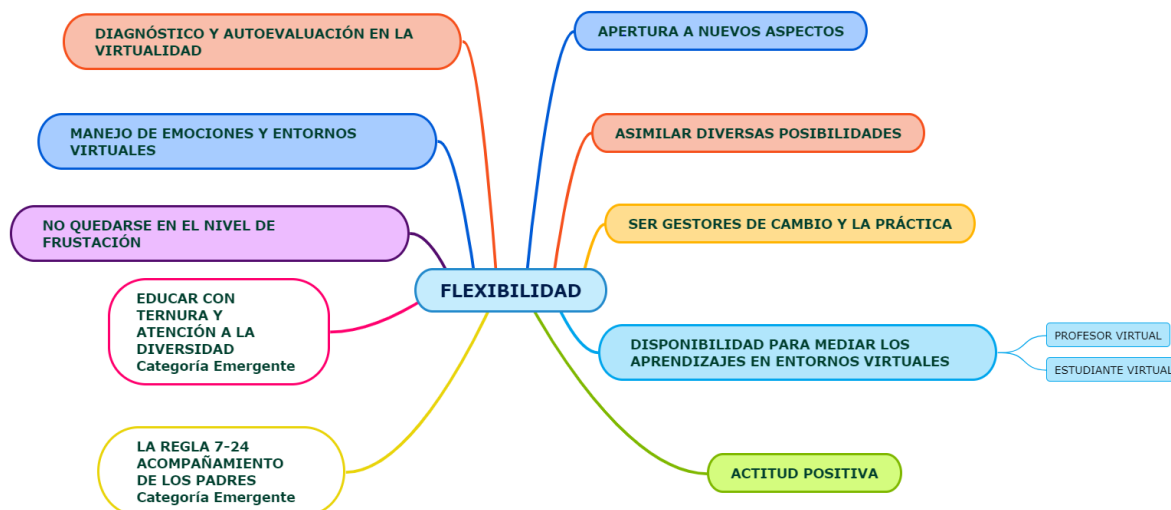 DIAGNÓSTICO Y AUTOEVALUACIÓN EN LA
VIRTUALIDAD
MANEJO DE EMOCIONES Y ENTORNOS
VIRTUALES
NO QUEDARSE EN EL NIVEL DE
FRUSTACIÓN
EDUCAR CON
TERNURA Y
ATENCIÓN A LA
DIVERSIDAD
Categoría Emergente
LA REGLA 7-24
ACOMPAÑAMIENTO
DE LOS PADRES
Categoría Emergente
FLEXIBILIDAD
APERTURA A NUEVOS ASPECTOS
ASIMILAR DIVERSAS POSIBILIDADES
SER GESTORES DE CAMBIO Y LA PRÁCTICA
DISPONIBILIDAD PARA MEDIAR LOS
APRENDIZAJES EN ENTORNOS VIRTUALES
PROFESOR VIRTUAL
ESTUDIANTE VIRTUAL
ACTITUD POSITIVA